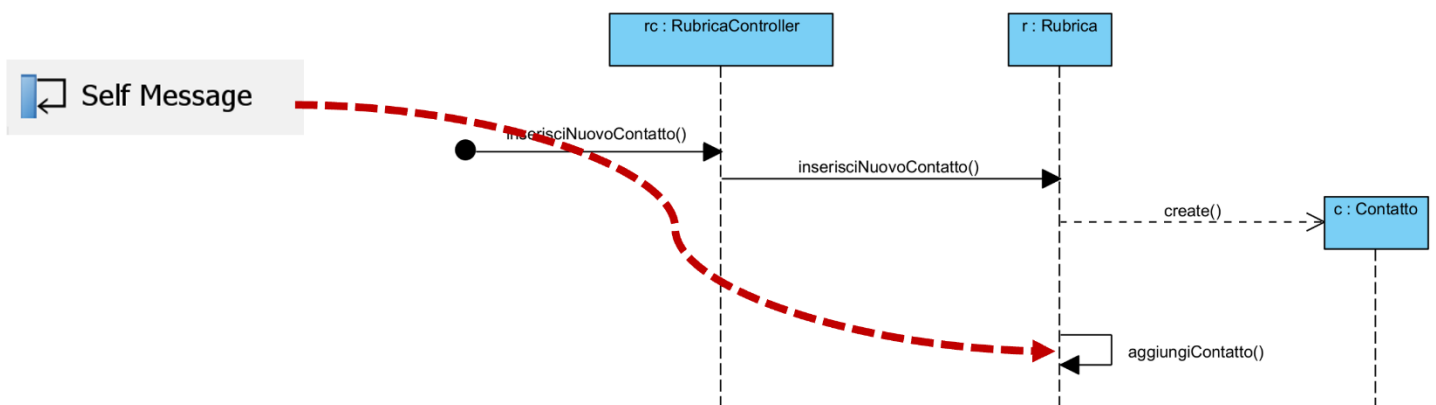 rc : RubricaController
r : Rubrica
Self Message
inserisciNuovoContatto()
inserisciNuovoContatto()
create()
c : Contatto
aggiungiContatto()